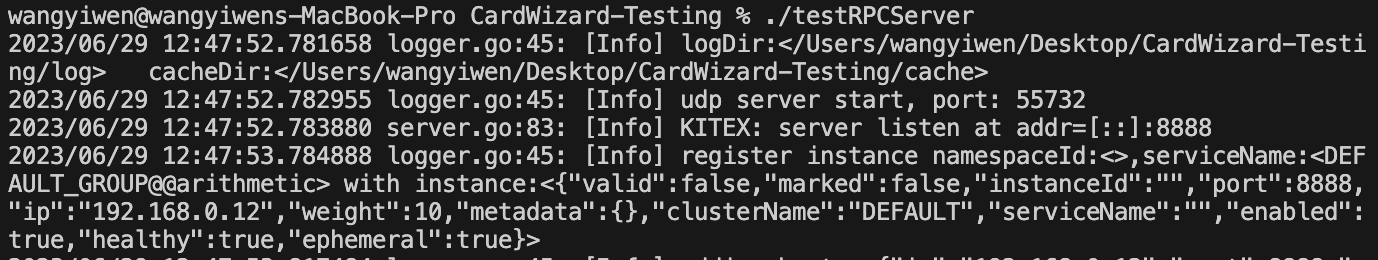 wangyiwen@wangyiwens-MacBook-Pro CardWizard-Testing % ./testRPCServer
2023/06/29 12:47:52.781658 logger.go:45: [Info] logDir:</Users/wangyiwen/Desktop/CardWizard-Testi
ng/log>   cacheDir:</Users/wangyiwen/Desktop/CardWizard-Testing/cache>
2023/06/29 12:47:52.782955 logger.go:45: [Info] udp server start, port: 55732
2023/06/29 12:47:52.783880 server.go:83: [Info] KITEX: server listen at addr=[::]:8888
2023/06/29 12:47:53.784888 logger.go:45: [Info] register instance namespaceId:<>,serviceName:<DEF
AULT_GROUP@@arithmetic> with instance:<{"valid":false,"marked":false,"instanceId":"","port":8888,
"ip":"192.168.0.12","weight":10,"metadata":{},"clusterName":"DEFAULT","serviceName":"","enabled":
true,"healthy":true,"ephemeral":true}>